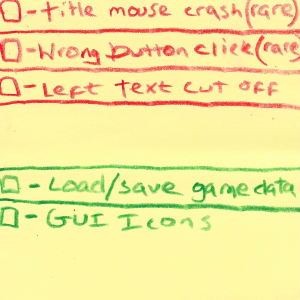 - title mouse crash(rare)
- Wrong button click(rare
- Left text cut off
- Load/save game data
- GUI Icons